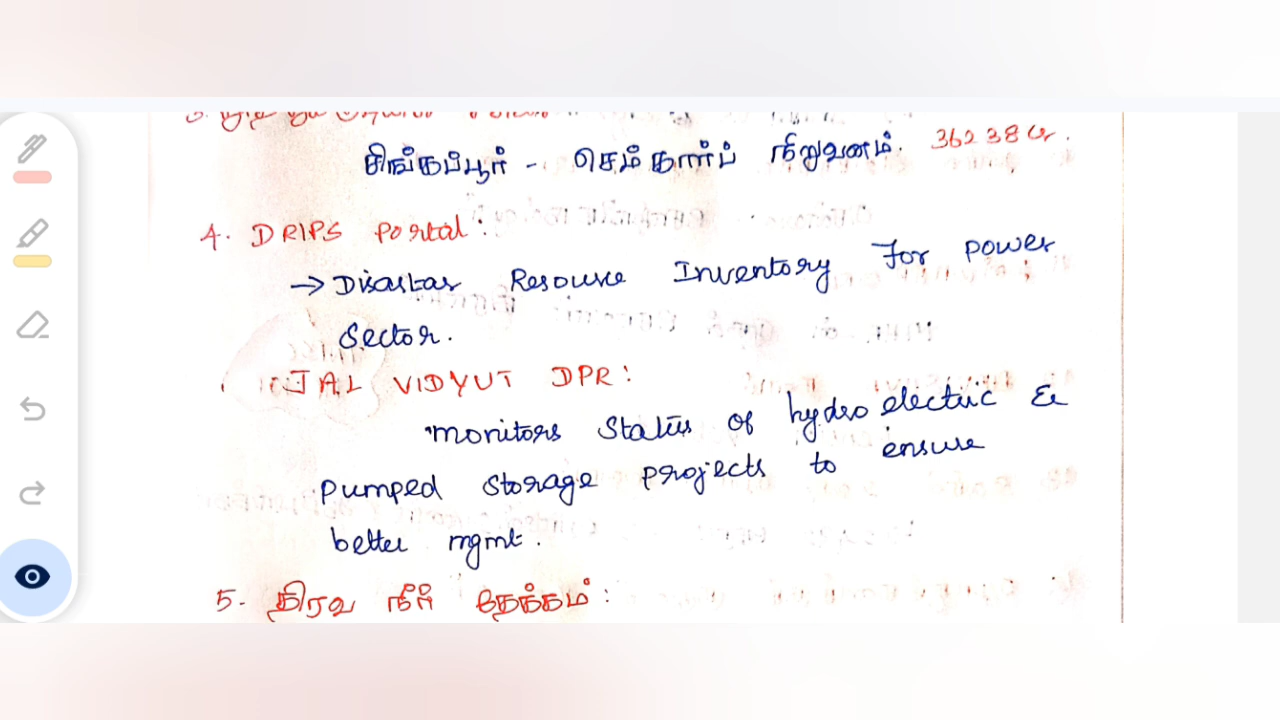 சிங்கப்பூர் - செம்கார்ப் நிறுவனம். 36238 கோ.
4. DRIPS Portal:
→ Disaster Resource Inventory For power
Sector.
JAL VIDYUT DPR:
monitors Status of hydro electric &
pumped storage projects to ensure
better mgmt.
5. திரவ நீர் தேக்கம்: